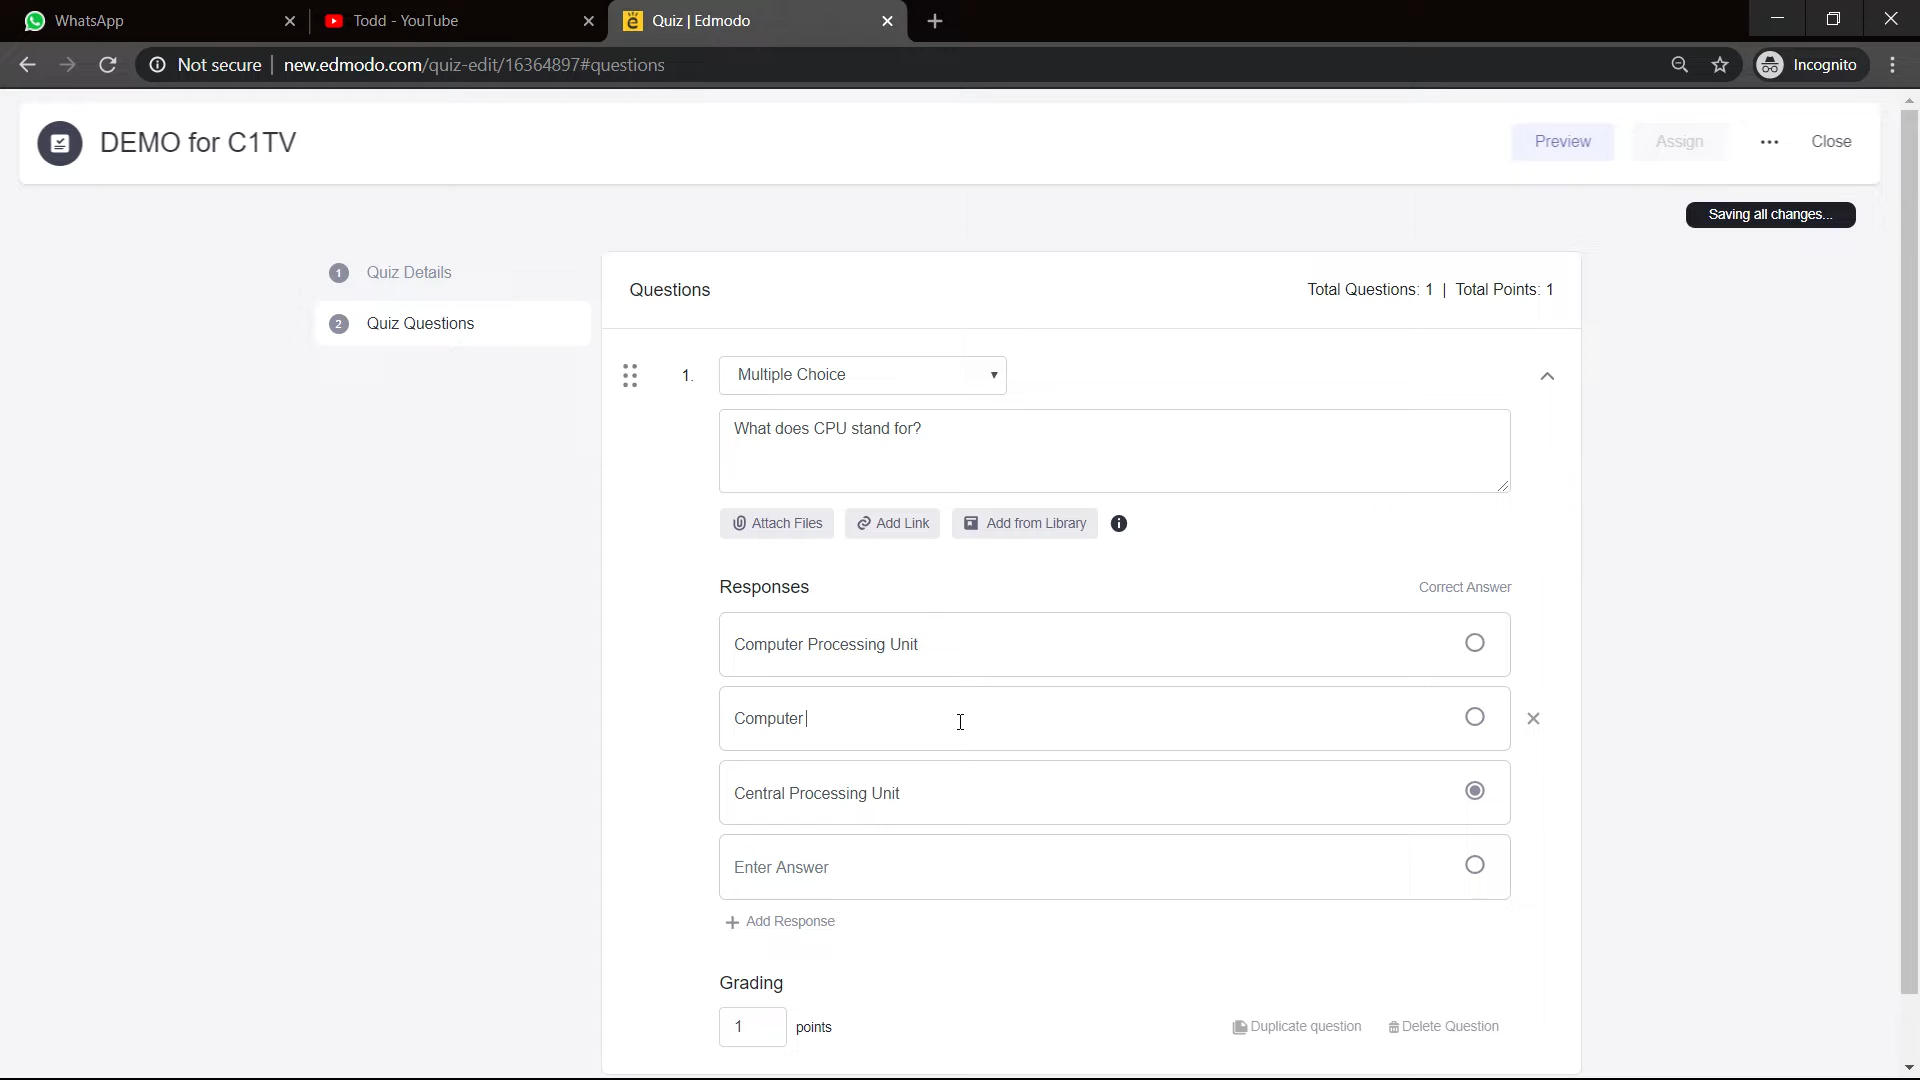 WhatsApp
Todd - YouTube
Quiz | Edmodo
Not secure | new.edmodo.com/quiz-edit/16364897#questions
Incognito
DEMO for C1TV
Preview
Assign
Close
Saving all changes...
1 Quiz Details
2 Quiz Questions
Questions
Total Questions: 1 | Total Points: 1
1. Multiple Choice
What does CPU stand for?
Attach Files
Add Link
Add from Library
Responses
Correct Answer
Computer Processing Unit
Computer
Central Processing Unit
Enter Answer
+ Add Response
Grading
1 points
Duplicate question
Delete Question